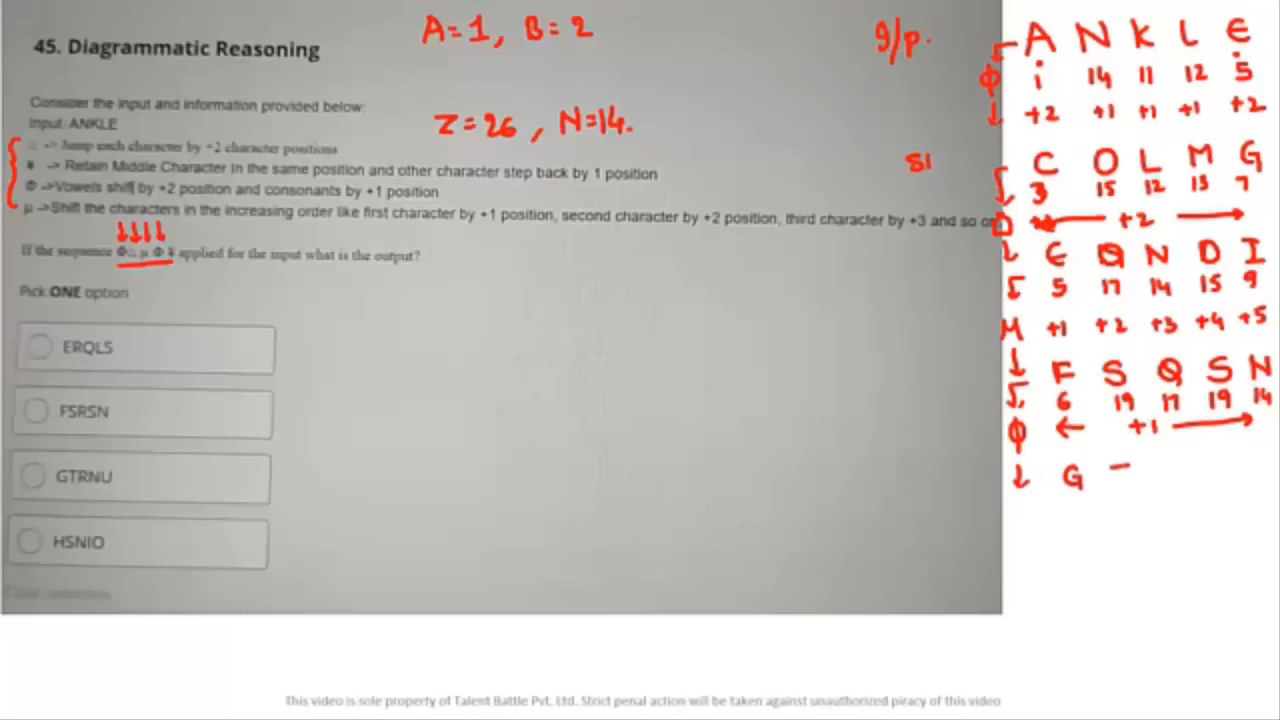 45. Diagrammatic Reasoning
A=1, B=2
Z=26, N=14.
9/p.
SI
Consider the input and information provided below:
Input: ANKLE
-> Jump each character by +2 character positions
¥ -> Retain Middle Character In the same position and other character step back by 1 position
Φ ->Vowels shift by +2 position and consonants by +1 position
µ ->Shift the characters in the increasing order like first character by +1 position, second character by +2 position, third character by +3 and so on
If the sequence Φ□ µ Φ ¥ applied for the input what is the output?
Pick ONE option
ERQLS
FSRSN
GTRNU
HSNIO
A N K L E
Φ 1 14 11 12 5
+2 +1 +1 +1 +2
C O L M G
3 15 12 13 7
+2
E Q N O I
5 17 14 15 9
M +1 +2 +3 +4 +5
F S Q S N
6 19 17 19 14
Φ ← +1 →
G –
This video is sole property of Talent Battle Pvt. Ltd. Strict penal action will be taken against unauthorized piracy of this video